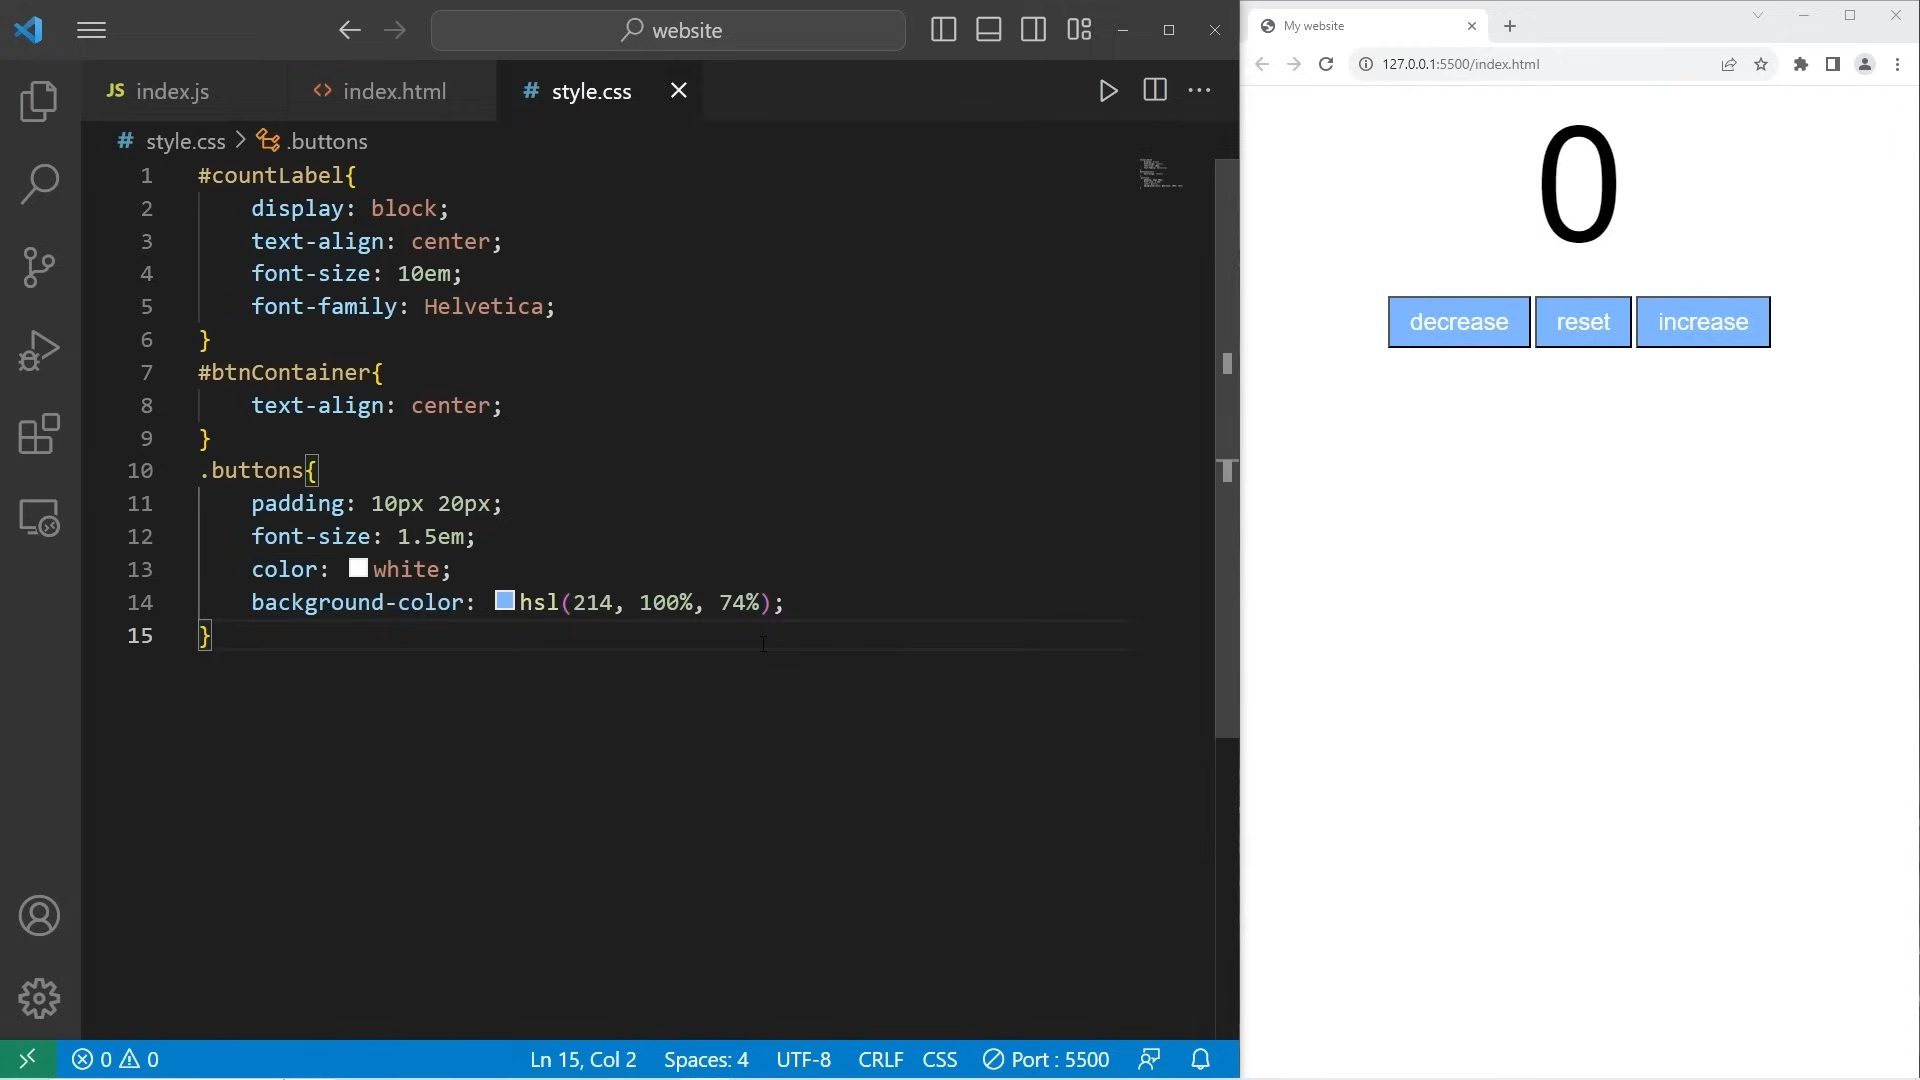 website
JS index.js
<> index.html
# style.css
# style.css > .buttons
1 #countLabel{
2 display: block;
3 text-align: center;
4 font-size: 10em;
5 font-family: Helvetica;
6 }
7 #btnContainer{
8 text-align: center;
9 }
10 .buttons{
11 padding: 10px 20px;
12 font-size: 1.5em;
13 color: white;
14 background-color: hsl(214, 100%, 74%);
15 }
0 0
Ln 15, Col 2
Spaces: 4
UTF-8
CRLF
CSS
Port : 5500
My website
127.0.0.1:5500/index.html
0
decrease
reset
increase